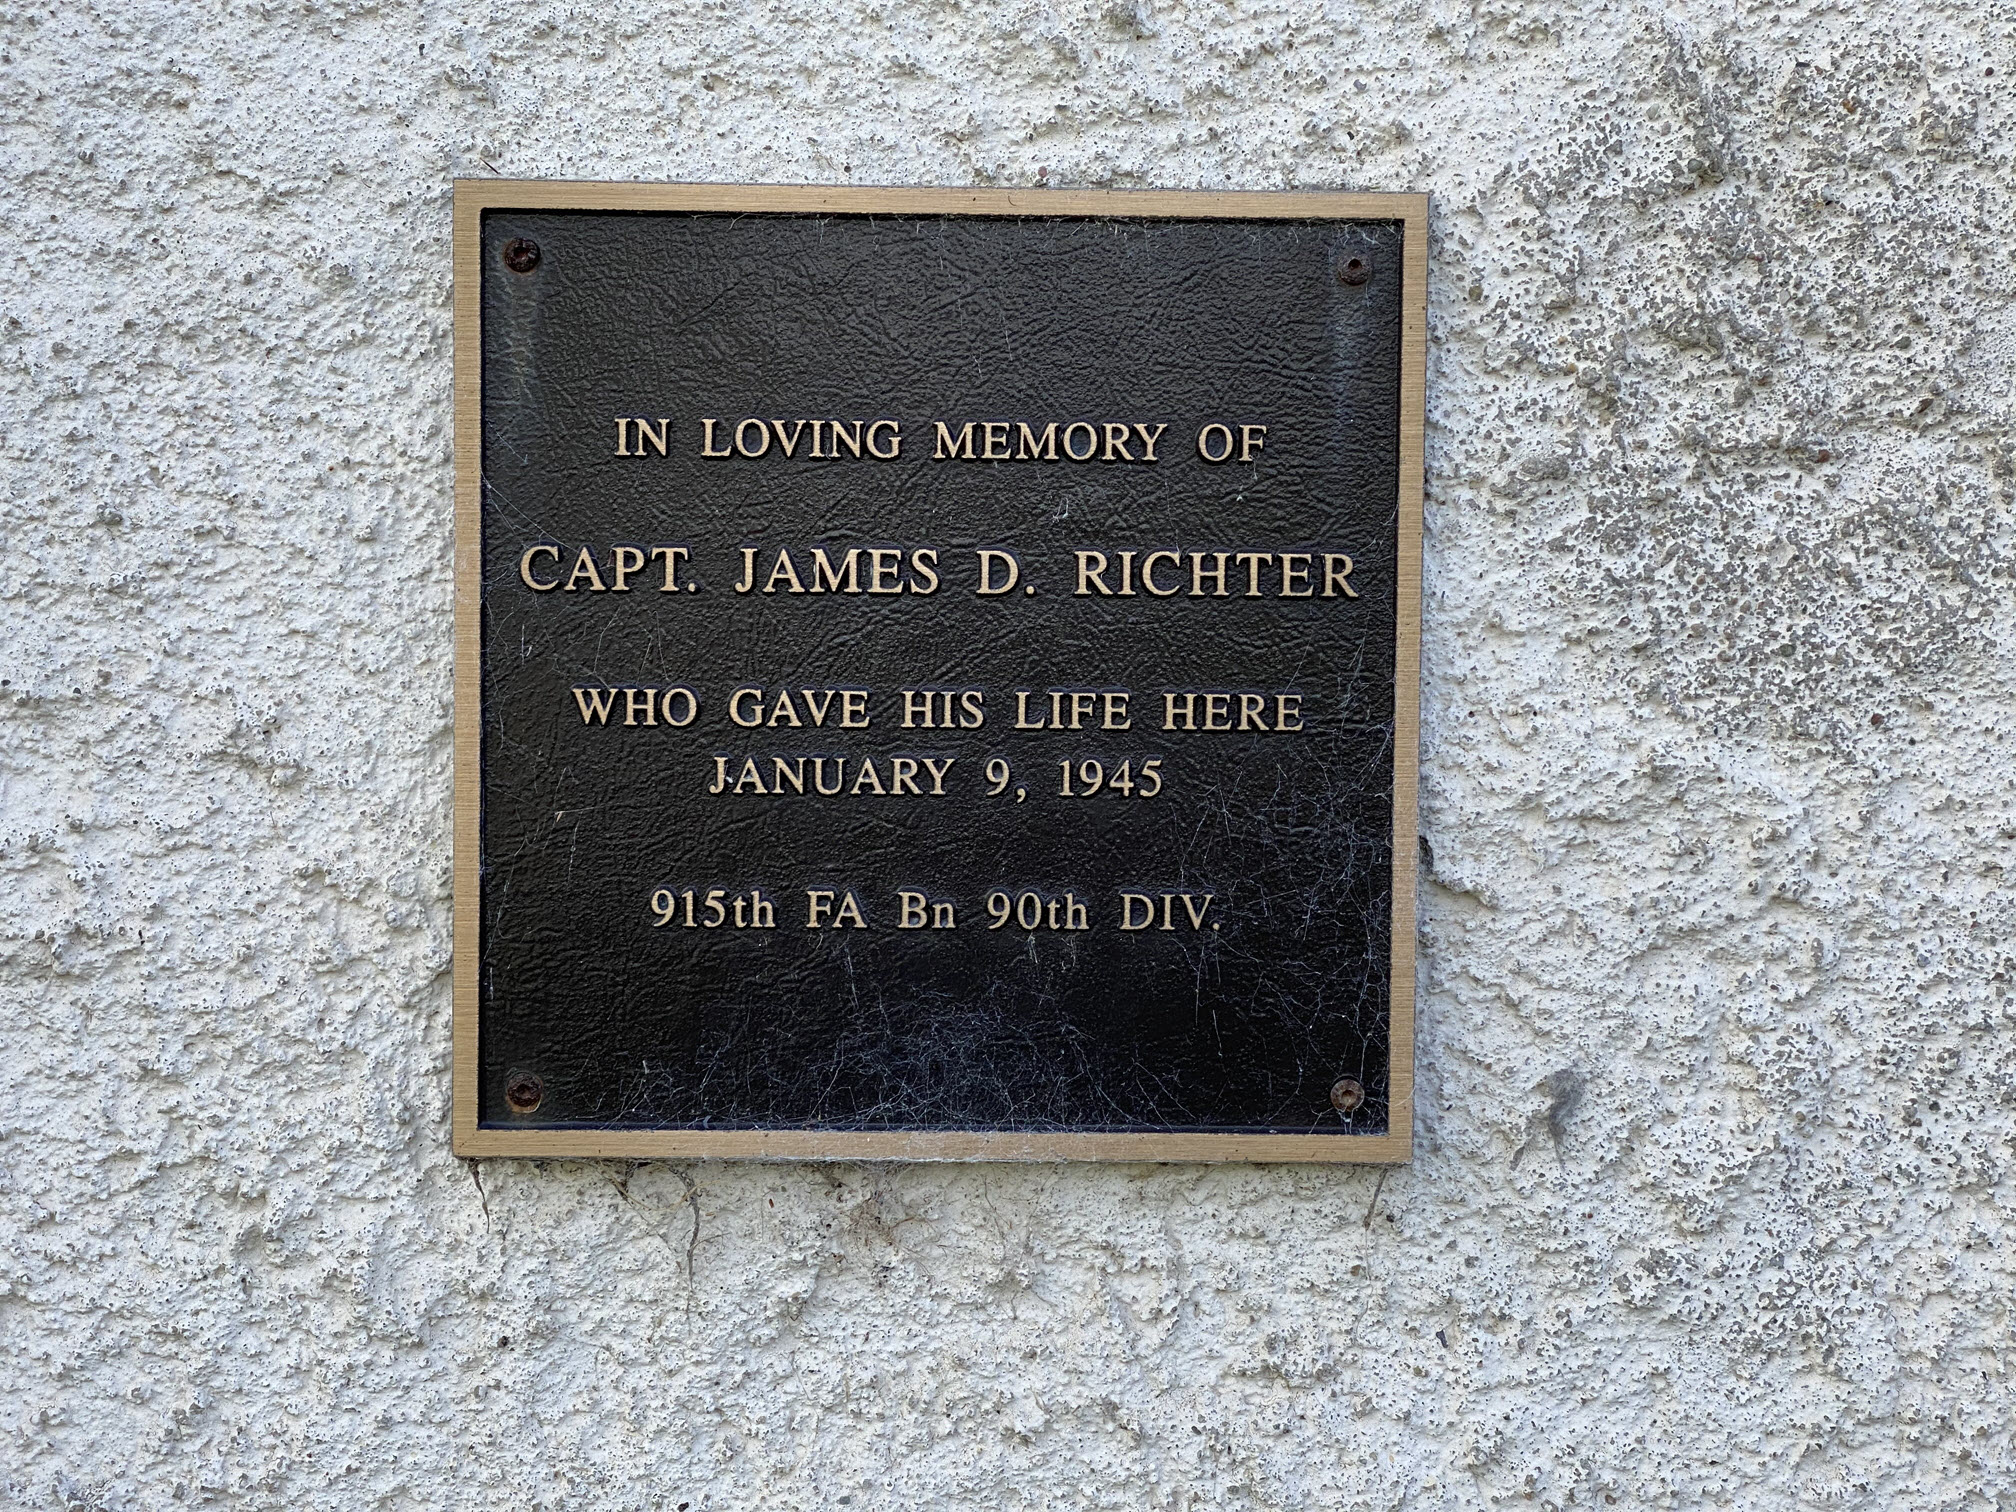 IN LOVING MEMORY OF
CAPT. JAMES D. RICHTER
WHO GAVE HIS LIFE HERE
JANUARY 9, 1945
915th FA Bn 90th DIV.